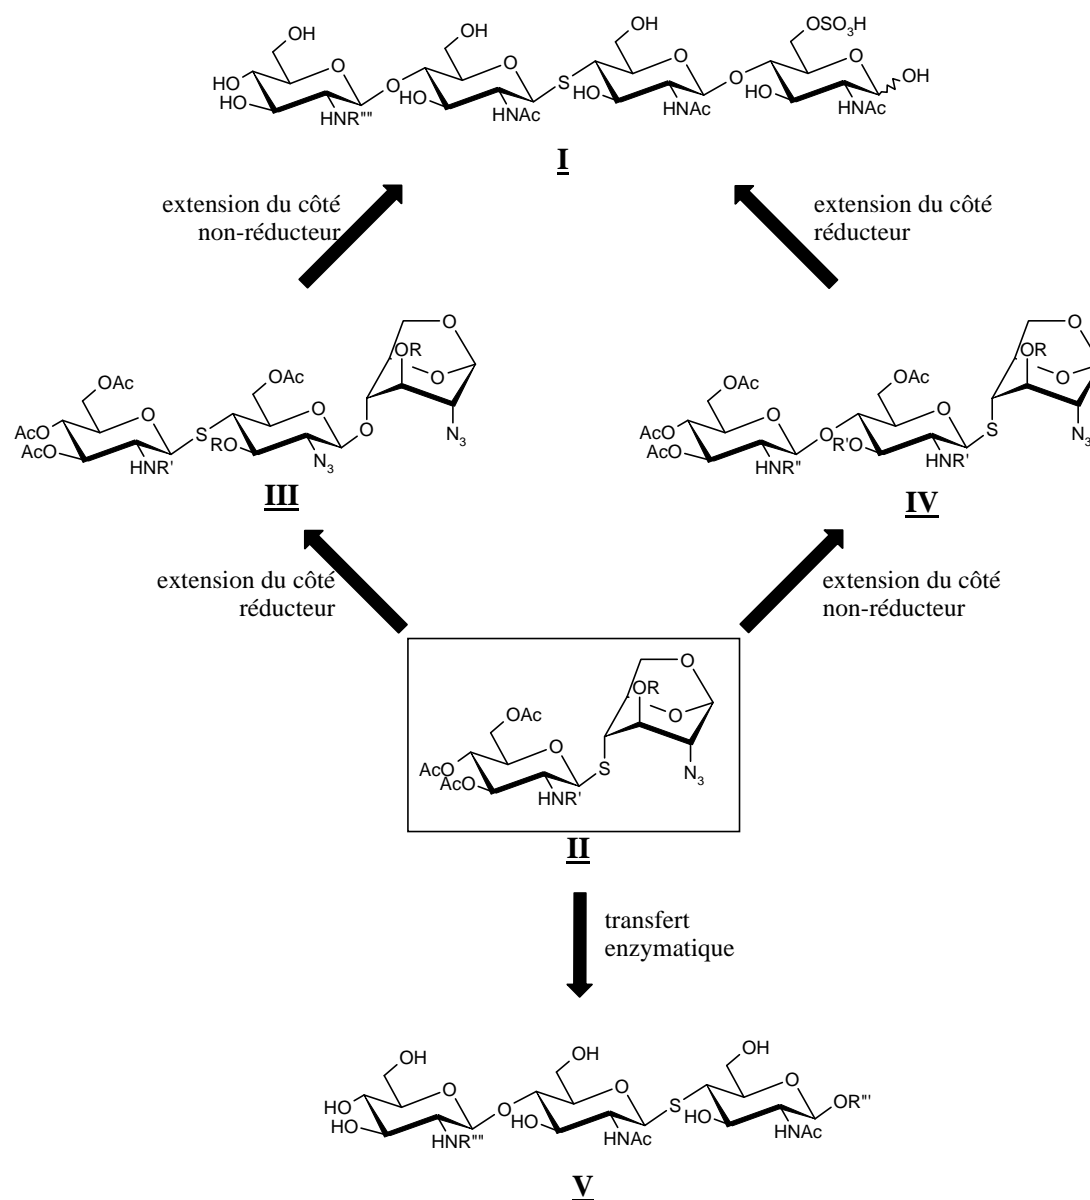 OH
OH
OH
OSO3H
HO
HO
O
O
O
HO
O
S
HO
O
O
HO
O
OH
HNR""
HNAc
HNAc
HNAc
I
extension du côté
non-réducteur
extension du côté
réducteur
O
OR
O
OAc
OAc
O
O
AcO
AcO
S
RO
O
N3
HNR'
N3
III
O
OR
O
OAc
OAc
O
O
AcO
AcO
O
R'O
S
N3
HNR"
HNR'
IV
extension du côté
réducteur
extension du côté
non-réducteur
O
OR
O
OAc
O
AcO
AcO
S
N3
HNR'
II
transfert
enzymatique
OH
OH
OH
O
O
O
HO
HO
O
HO
S
HO
OR'''
HNR""
HNAc
HNAc
V